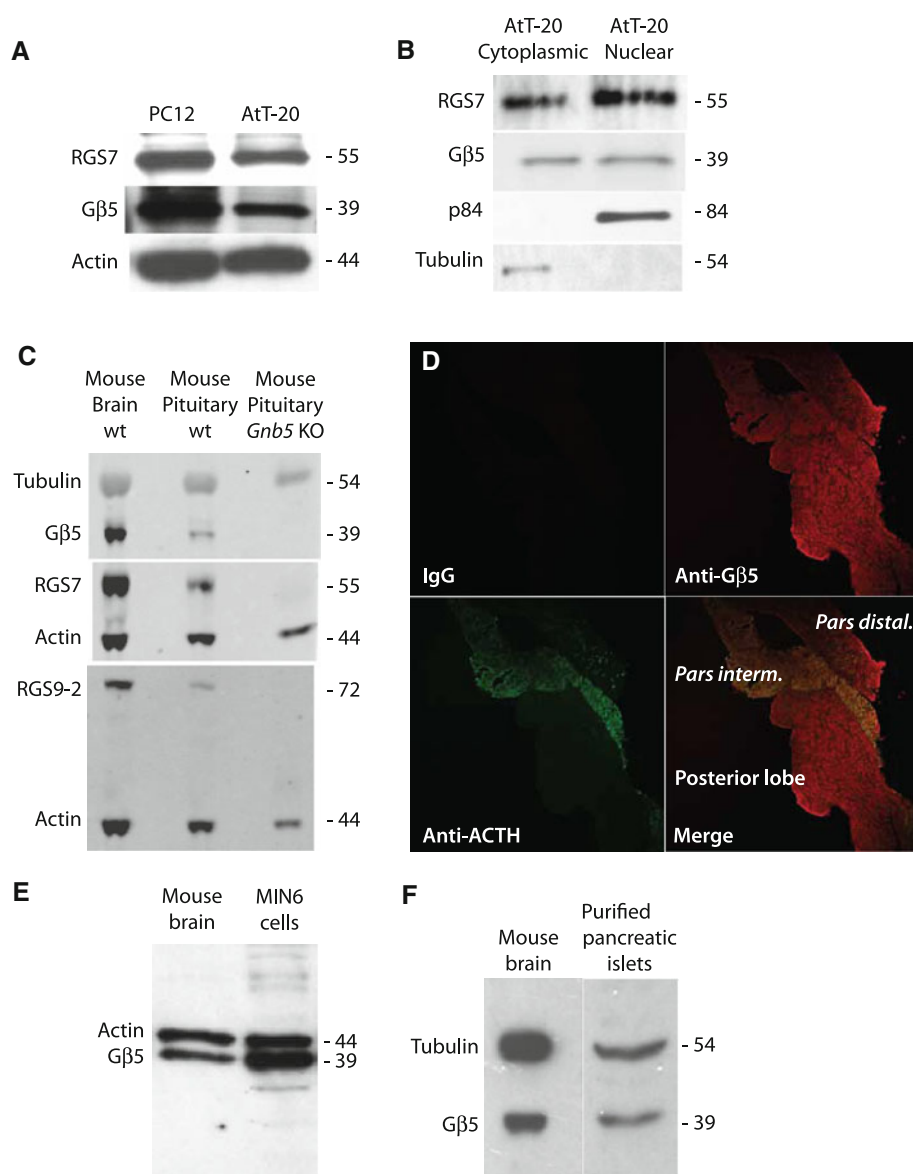 A
PC12 AtT-20
RGS7 - 55
Gβ5 - 39
Actin - 44
B
AtT-20 AtT-20
Cytoplasmic Nuclear
RGS7 - 55
Gβ5 - 39
p84 - 84
Tubulin - 54
C
Mouse Mouse Mouse
Brain Pituitary Pituitary
wt wt Gnb5 KO
Tubulin - 54
Gβ5 - 39
RGS7 - 55
Actin - 44
RGS9-2 - 72
Actin - 44
D
IgG Anti-Gβ5
Pars distal.
Pars interm.
Posterior lobe
Anti-ACTH Merge
E
Mouse MIN6
brain cells
Actin - 44
Gβ5 - 39
F
Purified
Mouse pancreatic
brain islets
Tubulin - 54
Gβ5 - 39